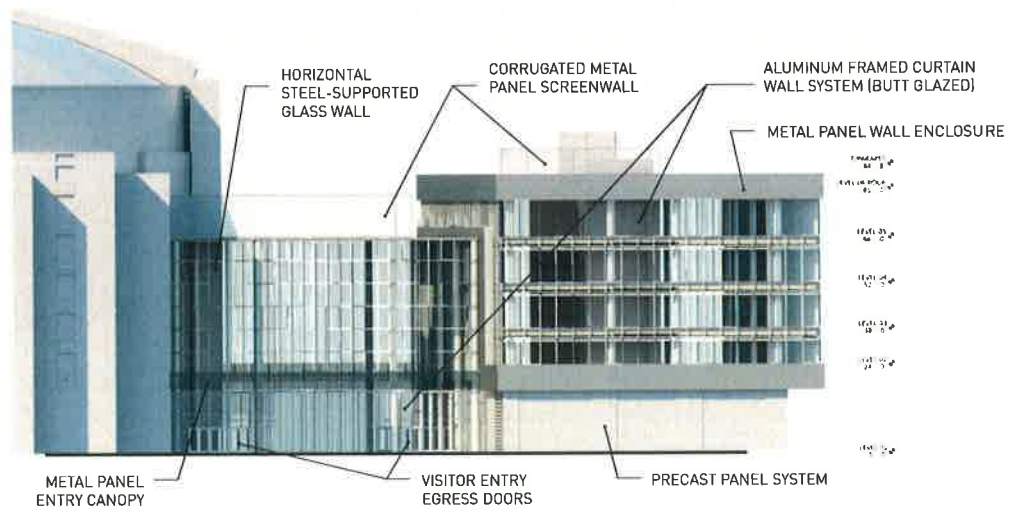 HORIZONTAL
STEEL-SUPPORTED
GLASS WALL
CORRUGATED METAL
PANEL SCREENWALL
ALUMINUM FRAMED CURTAIN
WALL SYSTEM (BUTT GLAZED)
METAL PANEL WALL ENCLOSURE
METAL PANEL
ENTRY CANOPY
VISITOR ENTRY
EGRESS DOORS
PRECAST PANEL SYSTEM